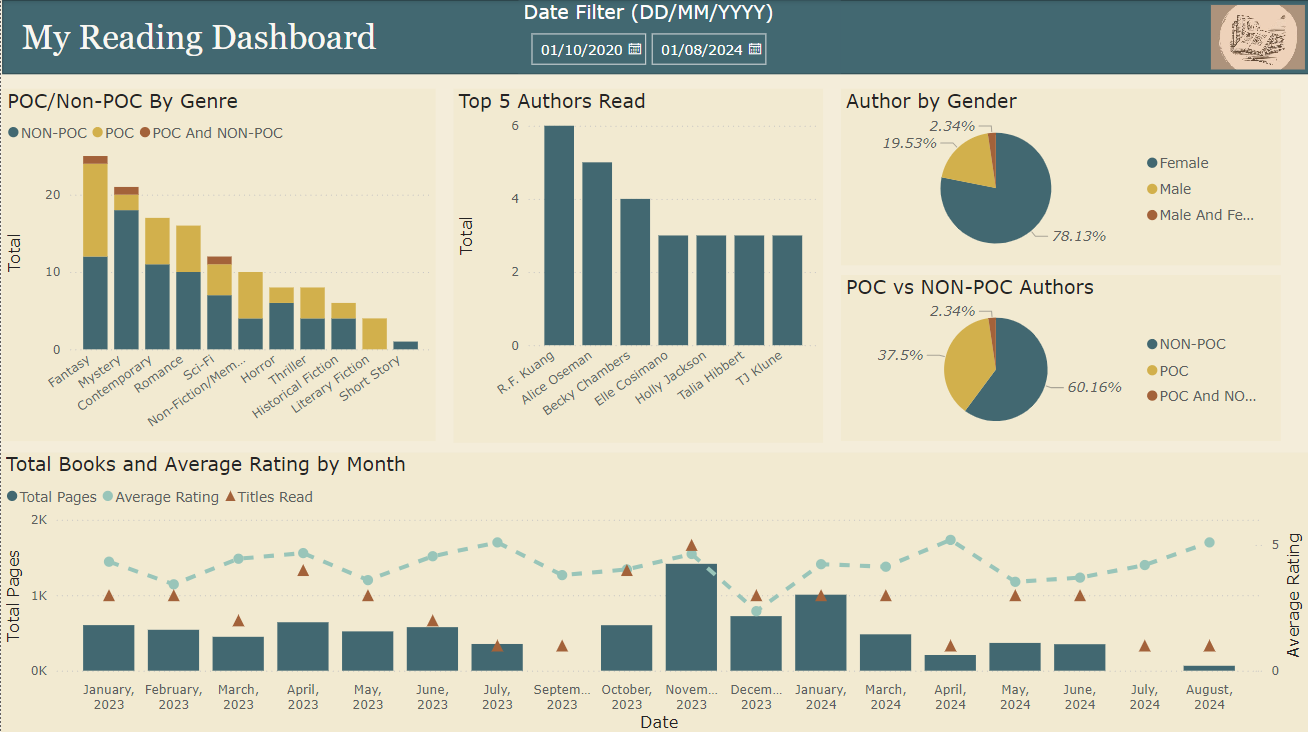 My Reading Dashboard
Date Filter (DD/MM/YYYY)
01/10/2020 01/08/2024
POC/Non-POC By Genre
NON-POC POC POC And NON-POC
Total
20
10
0
Fantasy
Mystery
Contemporary
Romance
Sci-Fi
Non-Fiction/Mem...
Horror
Thriller
Historical Fiction
Literary Fiction
Short Story
Top 5 Authors Read
Total
6
4
2
0
R.F. Kuang
Alice Oseman
Becky Chambers
Elle Cosimano
Holly Jackson
Talia Hibbert
TJ Klune
Author by Gender
2.34%
19.53%
78.13%
Female
Male
Male And Fe...
POC vs NON-POC Authors
2.34%
37.5%
60.16%
NON-POC
POC
POC And NO...
Total Books and Average Rating by Month
Total Pages Average Rating Titles Read
Total Pages
2K
1K
0K
5
0
Average Rating
January, 2023
February, 2023
March, 2023
April, 2023
May, 2023
June, 2023
July, 2023
Septem... 2023
October, 2023
Novem... 2023
Decem... 2023
January, 2024
March, 2024
April, 2024
May, 2024
June, 2024
July, 2024
August, 2024
Date